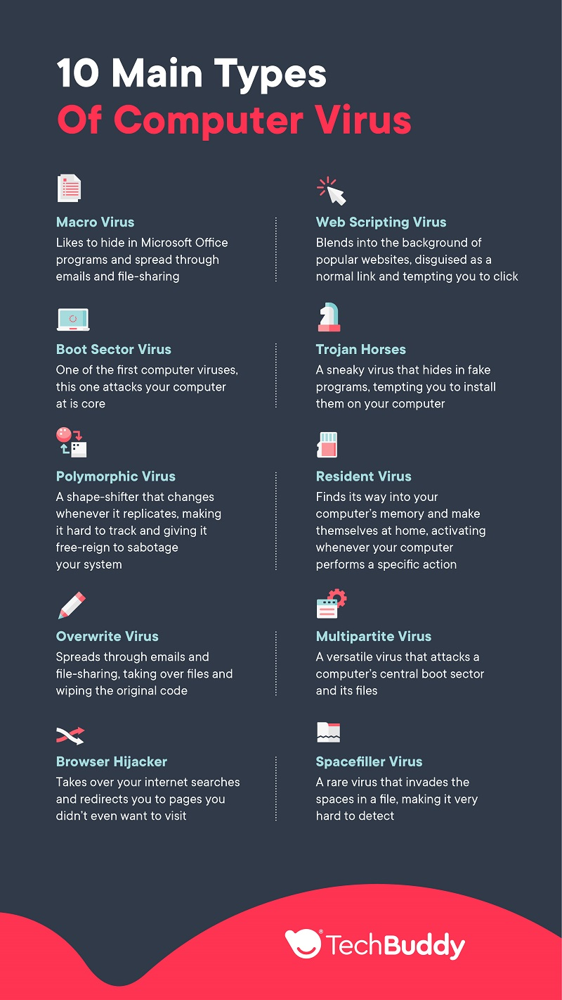 10 Main Types
Of Computer Virus
Macro Virus
Likes to hide in Microsoft Office
programs and spread through
emails and file-sharing
Web Scripting Virus
Blends into the background of
popular websites, disguised as a
normal link and tempting you to click
Boot Sector Virus
One of the first computer viruses,
this one attacks your computer
at is core
Trojan Horses
A sneaky virus that hides in fake
programs, tempting you to install
them on your computer
Polymorphic Virus
A shape-shifter that changes
whenever it replicates, making
it hard to track and giving it
free-reign to sabotage
your system
Resident Virus
Finds its way into your
computer's memory and make
themselves at home, activating
whenever your computer
performs a specific action
Overwrite Virus
Spreads through emails and
file-sharing, taking over files and
wiping the original code
Multipartite Virus
A versatile virus that attacks a
computer's central boot sector
and its files
Browser Hijacker
Takes over your internet searches
and redirects you to pages you
didn't even want to visit
Spacefiller Virus
A rare virus that invades the
spaces in a file, making it very
hard to detect
® TechBuddy